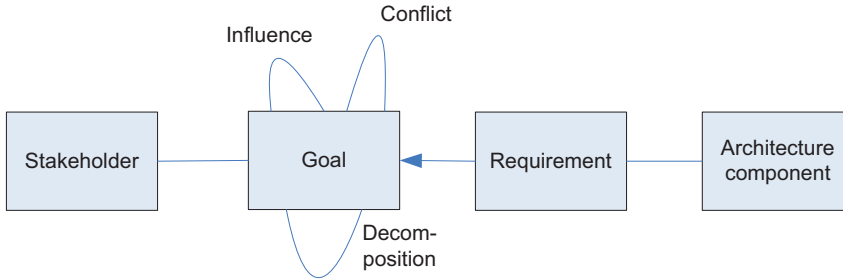 Conflict
Influence
Stakeholder
Goal
Requirement
Architecture
component
Decom-
position